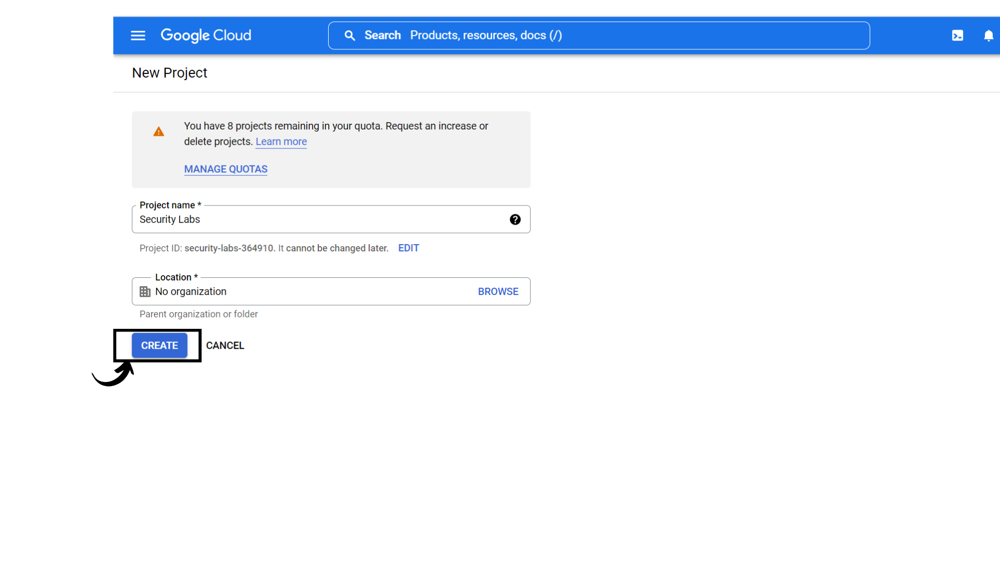 Google Cloud
Search Products, resources, docs (/)
New Project
You have 8 projects remaining in your quota. Request an increase or
delete projects. Learn more
MANAGE QUOTAS
Project name *
Security Labs
Project ID: security-labs-364910. It cannot be changed later. EDIT
Location *
No organization BROWSE
Parent organization or folder
CREATE CANCEL